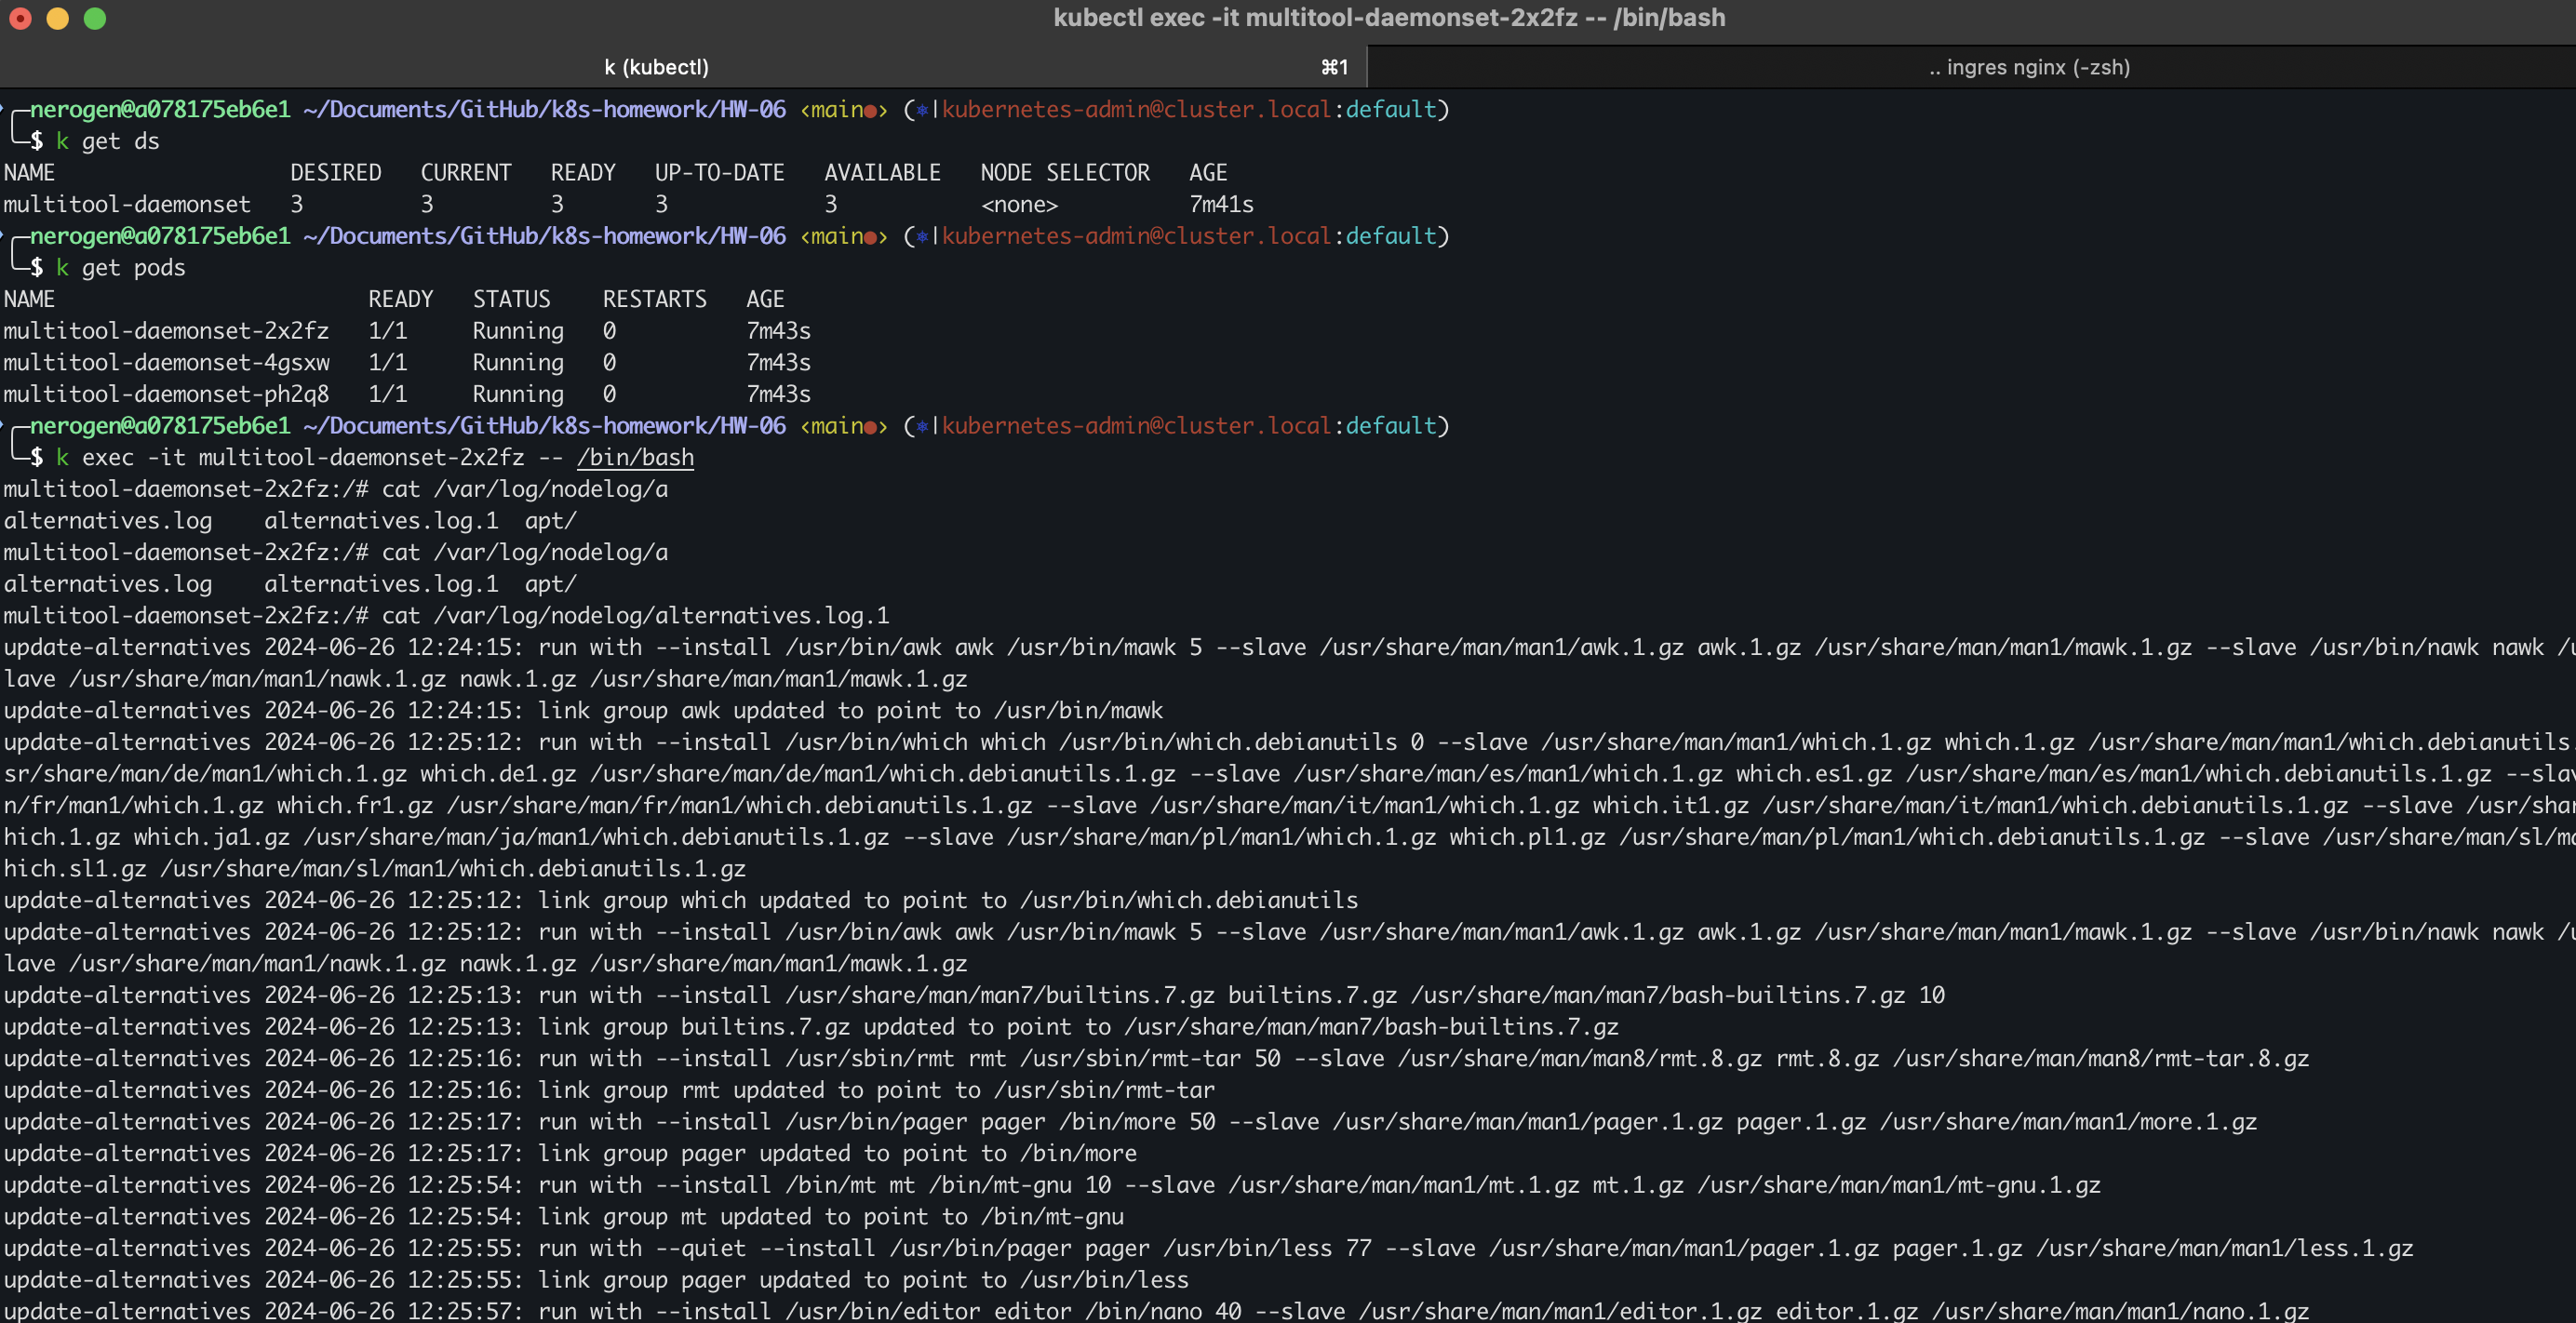 kubectl exec -it multitool-daemonset-2x2fz -- /bin/bash
k (kubectl) ⌘1 .. ingres nginx (-zsh)
nerogen@a078175eb6e1 ~/Documents/GitHub/k8s-homework/HW-06 ‹main●› (⎈|kubernetes-admin@cluster.local:default)
$ k get ds
NAME DESIRED CURRENT READY UP-TO-DATE AVAILABLE NODE SELECTOR AGE
multitool-daemonset 3 3 3 3 3 <none> 7m41s
nerogen@a078175eb6e1 ~/Documents/GitHub/k8s-homework/HW-06 ‹main●› (⎈|kubernetes-admin@cluster.local:default)
$ k get pods
NAME READY STATUS RESTARTS AGE
multitool-daemonset-2x2fz 1/1 Running 0 7m43s
multitool-daemonset-4gsxw 1/1 Running 0 7m43s
multitool-daemonset-ph2q8 1/1 Running 0 7m43s
nerogen@a078175eb6e1 ~/Documents/GitHub/k8s-homework/HW-06 ‹main●› (⎈|kubernetes-admin@cluster.local:default)
$ k exec -it multitool-daemonset-2x2fz -- /bin/bash
multitool-daemonset-2x2fz:/# cat /var/log/nodelog/a
alternatives.log alternatives.log.1 apt/
multitool-daemonset-2x2fz:/# cat /var/log/nodelog/a
alternatives.log alternatives.log.1 apt/
multitool-daemonset-2x2fz:/# cat /var/log/nodelog/alternatives.log.1
update-alternatives 2024-06-26 12:24:15: run with --install /usr/bin/awk awk /usr/bin/mawk 5 --slave /usr/share/man/man1/awk.1.gz awk.1.gz /usr/share/man/man1/mawk.1.gz --slave /usr/bin/nawk nawk /u
lave /usr/share/man/man1/nawk.1.gz nawk.1.gz /usr/share/man/man1/mawk.1.gz
update-alternatives 2024-06-26 12:24:15: link group awk updated to point to /usr/bin/mawk
update-alternatives 2024-06-26 12:25:12: run with --install /usr/bin/which which /usr/bin/which.debianutils 0 --slave /usr/share/man/man1/which.1.gz which.1.gz /usr/share/man/man1/which.debianutils.
sr/share/man/de/man1/which.1.gz which.de1.gz /usr/share/man/de/man1/which.debianutils.1.gz --slave /usr/share/man/es/man1/which.1.gz which.es1.gz /usr/share/man/es/man1/which.debianutils.1.gz --slav
n/fr/man1/which.1.gz which.fr1.gz /usr/share/man/fr/man1/which.debianutils.1.gz --slave /usr/share/man/it/man1/which.1.gz which.it1.gz /usr/share/man/it/man1/which.debianutils.1.gz --slave /usr/shar
hich.1.gz which.ja1.gz /usr/share/man/ja/man1/which.debianutils.1.gz --slave /usr/share/man/pl/man1/which.1.gz which.pl1.gz /usr/share/man/pl/man1/which.debianutils.1.gz --slave /usr/share/man/sl/ma
hich.sl1.gz /usr/share/man/sl/man1/which.debianutils.1.gz
update-alternatives 2024-06-26 12:25:12: link group which updated to point to /usr/bin/which.debianutils
update-alternatives 2024-06-26 12:25:12: run with --install /usr/bin/awk awk /usr/bin/mawk 5 --slave /usr/share/man/man1/awk.1.gz awk.1.gz /usr/share/man/man1/mawk.1.gz --slave /usr/bin/nawk nawk /u
lave /usr/share/man/man1/nawk.1.gz nawk.1.gz /usr/share/man/man1/mawk.1.gz
update-alternatives 2024-06-26 12:25:13: run with --install /usr/share/man/man7/builtins.7.gz builtins.7.gz /usr/share/man/man7/bash-builtins.7.gz 10
update-alternatives 2024-06-26 12:25:13: link group builtins.7.gz updated to point to /usr/share/man/man7/bash-builtins.7.gz
update-alternatives 2024-06-26 12:25:16: run with --install /usr/sbin/rmt rmt /usr/sbin/rmt-tar 50 --slave /usr/share/man/man8/rmt.8.gz rmt.8.gz /usr/share/man/man8/rmt-tar.8.gz
update-alternatives 2024-06-26 12:25:16: link group rmt updated to point to /usr/sbin/rmt-tar
update-alternatives 2024-06-26 12:25:17: run with --install /usr/bin/pager pager /bin/more 50 --slave /usr/share/man/man1/pager.1.gz pager.1.gz /usr/share/man/man1/more.1.gz
update-alternatives 2024-06-26 12:25:17: link group pager updated to point to /bin/more
update-alternatives 2024-06-26 12:25:54: run with --install /bin/mt mt /bin/mt-gnu 10 --slave /usr/share/man/man1/mt.1.gz mt.1.gz /usr/share/man/man1/mt-gnu.1.gz
update-alternatives 2024-06-26 12:25:54: link group mt updated to point to /bin/mt-gnu
update-alternatives 2024-06-26 12:25:55: run with --quiet --install /usr/bin/pager pager /usr/bin/less 77 --slave /usr/share/man/man1/pager.1.gz pager.1.gz /usr/share/man/man1/less.1.gz
update-alternatives 2024-06-26 12:25:55: link group pager updated to point to /usr/bin/less
update-alternatives 2024-06-26 12:25:57: run with --install /usr/bin/editor editor /bin/nano 40 --slave /usr/share/man/man1/editor.1.gz editor.1.gz /usr/share/man/man1/nano.1.gz